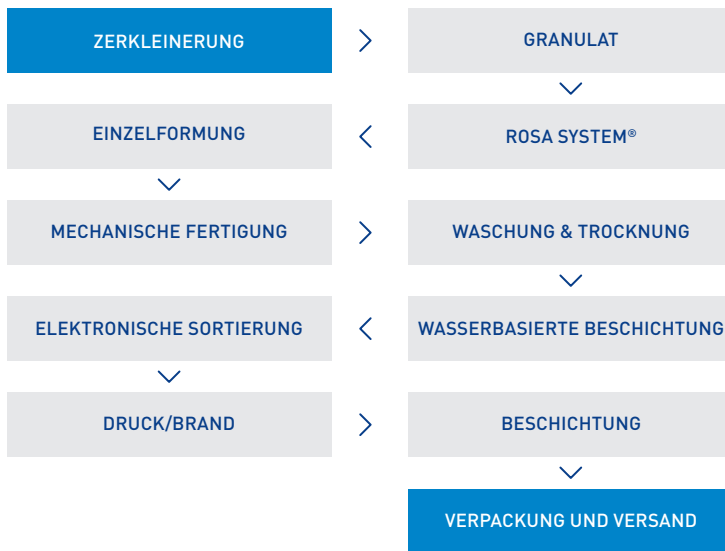 ZERKLEINERUNG
GRANULAT
ROSA SYSTEM®
EINZELFORMUNG
MECHANISCHE FERTIGUNG
WASCHUNG & TROCKNUNG
WASSERBASIERTE BESCHICHTUNG
ELEKTRONISCHE SORTIERUNG
DRUCK/BRAND
BESCHICHTUNG
VERPACKUNG UND VERSAND